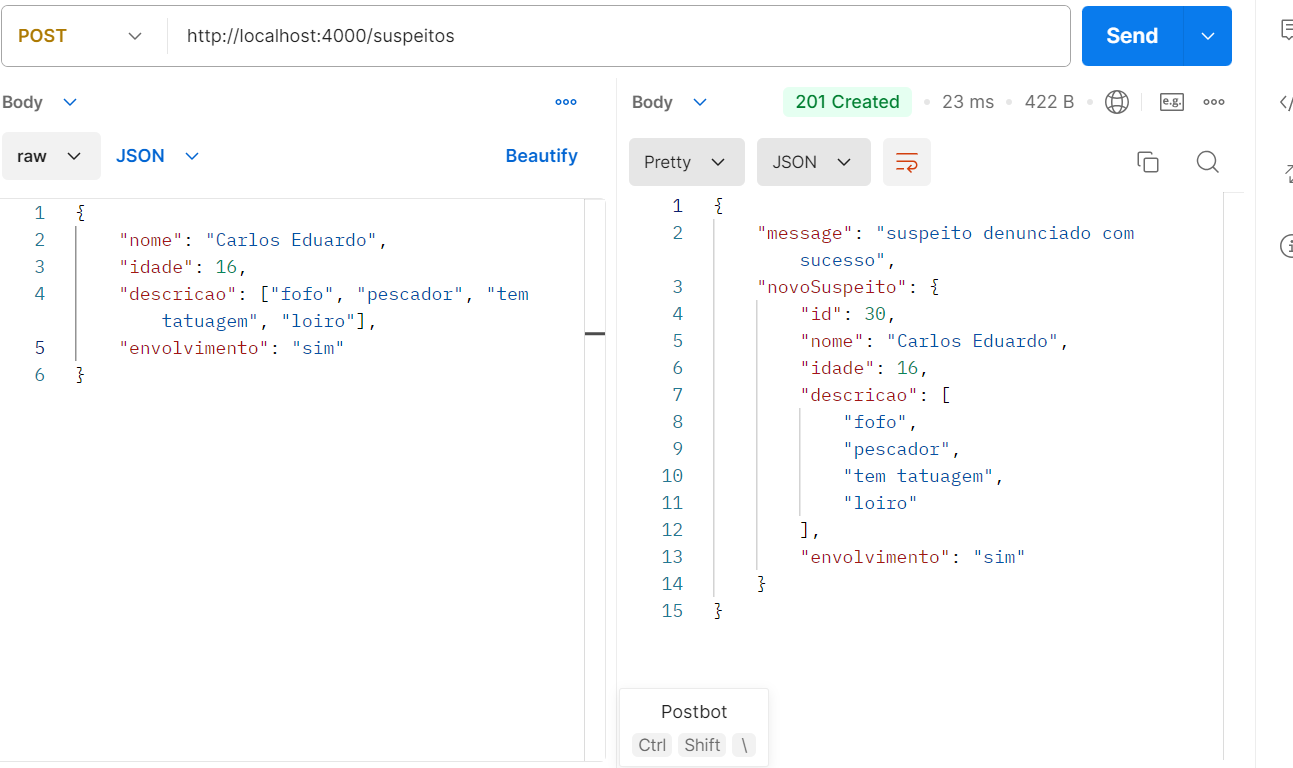 POST http://localhost:4000/suspeitos Send
Body
raw JSON Beautify
1 {
2 "nome": "Carlos Eduardo",
3 "idade": 16,
4 "descricao": ["fofo", "pescador", "tem
tatuagem", "loiro"],
5 "envolvimento": "sim"
6 }
Body 201 Created 23 ms 422 B e.g.
Pretty JSON
1 {
2 "message": "suspeito denunciado com
sucesso",
3 "novoSuspeito": {
4 "id": 30,
5 "nome": "Carlos Eduardo",
6 "idade": 16,
7 "descricao": [
8 "fofo",
9 "pescador",
10 "tem tatuagem",
11 "loiro"
12 ],
13 "envolvimento": "sim"
14 }
15 }
Postbot
Ctrl Shift \